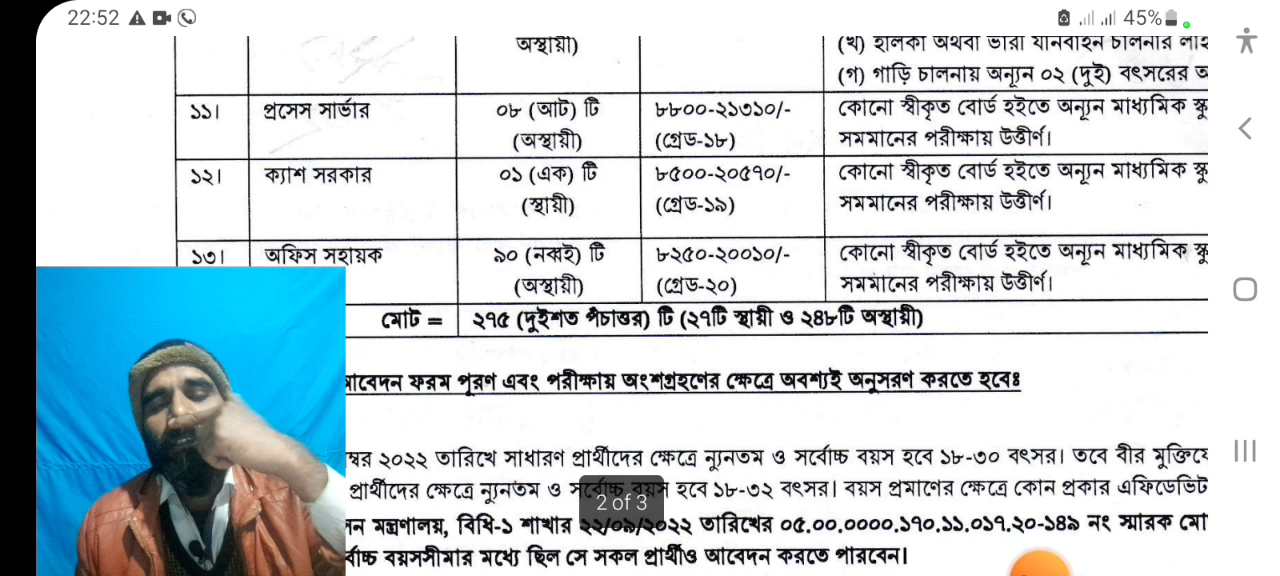 22:52
45%
অস্থায়ী)
(খ) হালকা অথবা ভারী যানবাহন চালনার লাই
(গ) গাড়ি চালনায় অন্যূন ০২ (দুই) বৎসরের অ
১১। প্রসেস সার্ভার ০৮ (আট) টি ৮৮০০-২১৩১০/- কোনো স্বীকৃত বোর্ড হইতে অন্যূন মাধ্যমিক স্কু
(অস্থায়ী) (গ্রেড-১৮) সমমানের পরীক্ষায় উত্তীর্ণ।
১২। ক্যাশ সরকার ০১ (এক) টি ৮৫০০-২০৫৭০/- কোনো স্বীকৃত বোর্ড হইতে অন্যূন মাধ্যমিক স্কু
(স্থায়ী) (গ্রেড-১৯) সমমানের পরীক্ষায় উত্তীর্ণ।
১৩। অফিস সহায়ক ৯০ (নব্বই) টি ৮২৫০-২০০১০/- কোনো স্বীকৃত বোর্ড হইতে অন্যূন মাধ্যমিক স্কু
(অস্থায়ী) (গ্রেড-২০) সমমানের পরীক্ষায় উত্তীর্ণ।
মোট = ২৭৫ (দুইশত পঁচাত্তর) টি (২৭টি স্থায়ী ও ২৪৮টি অস্থায়ী)
আবেদন ফরম পূরণ এবং পরীক্ষায় অংশগ্রহণের ক্ষেত্রে অবশ্যই অনুসরণ করতে হবেঃ
ম্বর ২০২২ তারিখে সাধারণ প্রার্থীদের ক্ষেত্রে ন্যূনতম ও সর্বোচ্চ বয়স হবে ১৮-৩০ বৎসর। তবে বীর মুক্তিযো
প্রার্থীদের ক্ষেত্রে ন্যূনতম ও সর্বোচ্চ বয়স হবে ১৮-৩২ বৎসর। বয়স প্রমাণের ক্ষেত্রে কোন প্রকার এফিডেভিট
2 of 3
ন মন্ত্রণালয়, বিধি-১ শাখার ২২/০৯/২০২২ তারিখের ০৫.০০.০০০০.১৭০.১১.০১৭.২০-১৪৯ নং স্মারক মো
র্বোচ্চ বয়সসীমার মধ্যে ছিল সে সকল প্রার্থীও আবেদন করতে পারবেন।